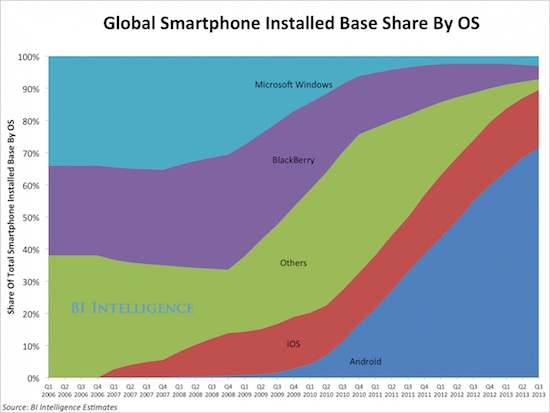 Global Smartphone Installed Base Share By OS
Share Of Total Smartphone Installed Base By OS
100%
90%
80%
70%
60%
50%
40%
30%
20%
10%
0%
Microsoft Windows
BlackBerry
Others
BI INTELLIGENCE
iOS
Android
Q1 Q2 Q3 Q4 Q1 Q2 Q3 Q4 Q1 Q2 Q3 Q4 Q1 Q2 Q3 Q4 Q1 Q2 Q3 Q4 Q1 Q2 Q3 Q4 Q1 Q2 Q3 Q4 Q1 Q2 Q3
2006 2006 2006 2006 2007 2007 2007 2007 2008 2008 2008 2008 2009 2009 2009 2009 2010 2010 2010 2010 2011 2011 2011 2011 2012 2012 2012 2012 2013 2013 2013
Source: BI Intelligence Estimates